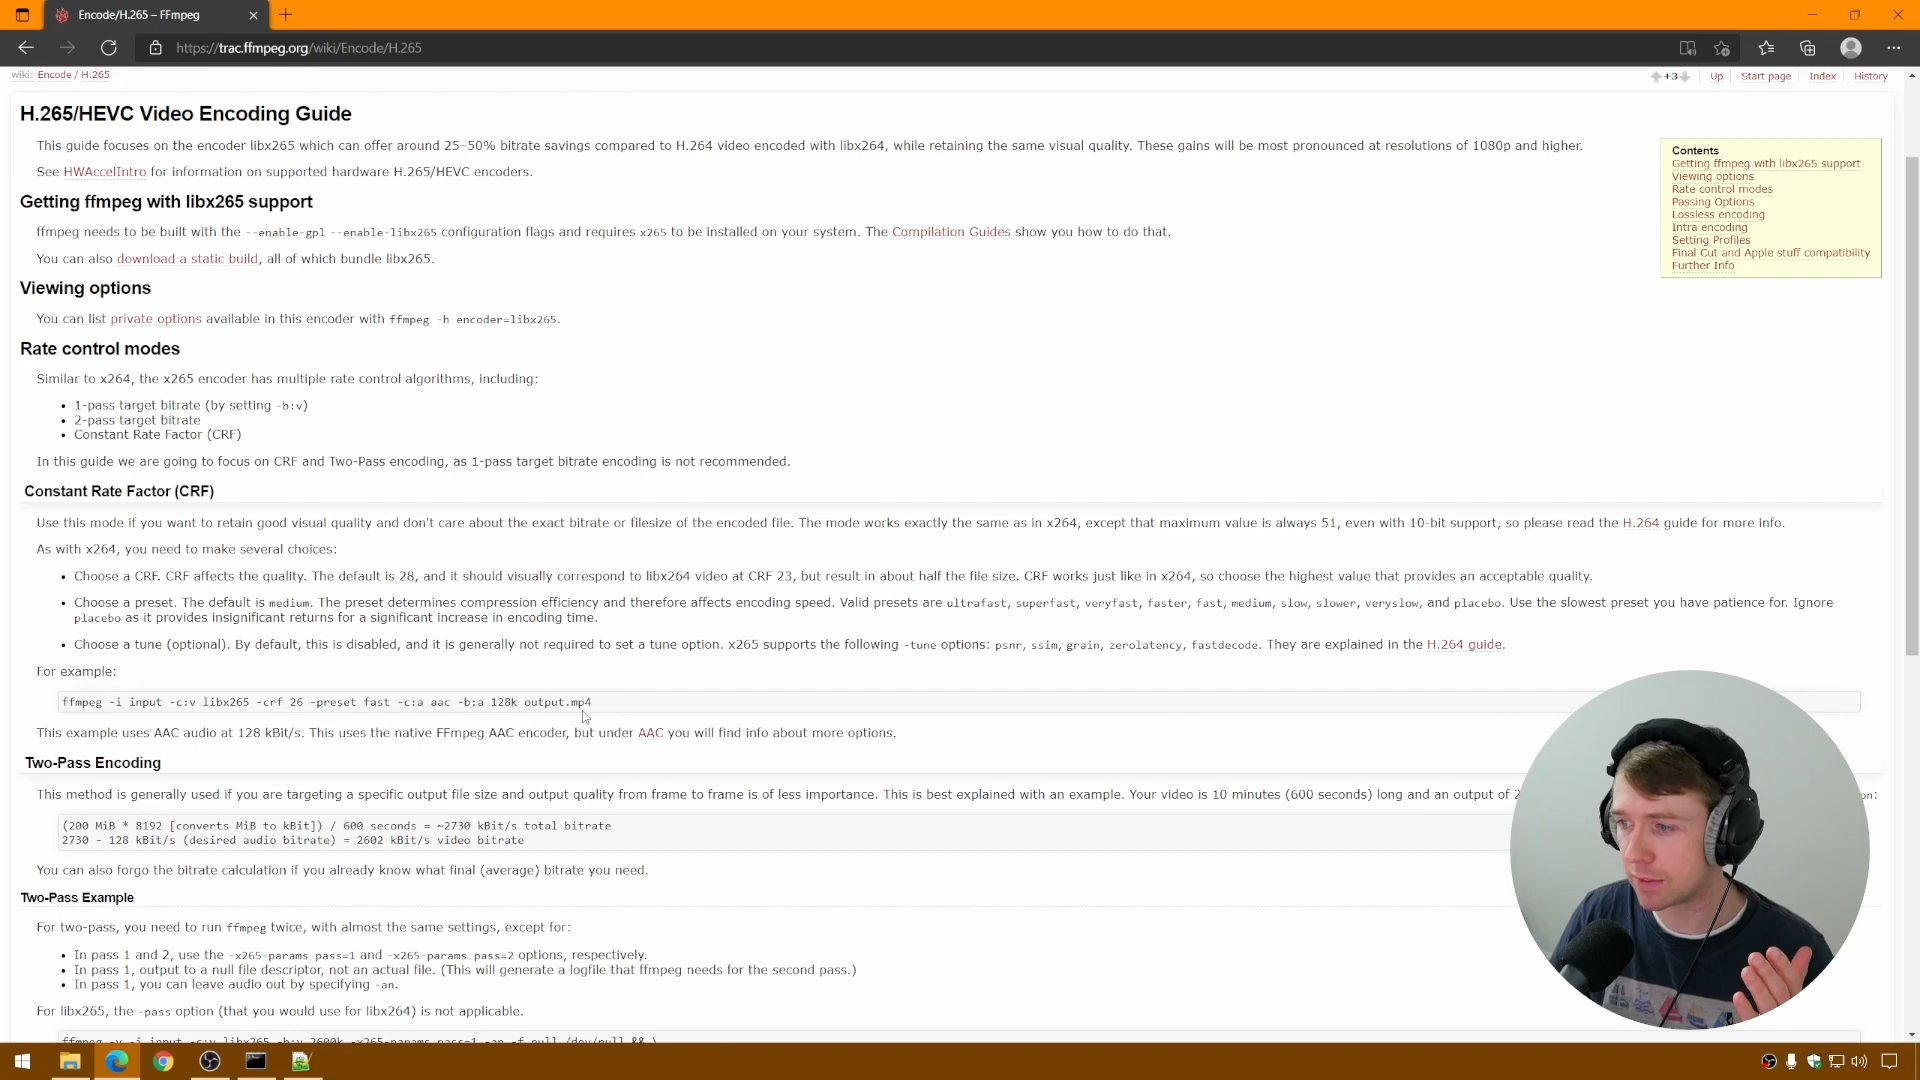 Encode/H.265 – FFmpeg
https://trac.ffmpeg.org/wiki/Encode/H.265
wiki: Encode / H.265
+3 Up Start page Index History
H.265/HEVC Video Encoding Guide
This guide focuses on the encoder libx265 which can offer around 25–50% bitrate savings compared to H.264 video encoded with libx264, while retaining the same visual quality. These gains will be most pronounced at resolutions of 1080p and higher.
See HWAccelIntro for information on supported hardware H.265/HEVC encoders.
Contents
Getting ffmpeg with libx265 support
Viewing options
Rate control modes
Passing Options
Lossless encoding
Intra encoding
Setting Profiles
Final Cut and Apple stuff compatibility
Further Info
Getting ffmpeg with libx265 support
ffmpeg needs to be built with the --enable-gpl --enable-libx265 configuration flags and requires x265 to be installed on your system. The Compilation Guides show you how to do that.
You can also download a static build, all of which bundle libx265.
Viewing options
You can list private options available in this encoder with ffmpeg -h encoder=libx265.
Rate control modes
Similar to x264, the x265 encoder has multiple rate control algorithms, including:
• 1-pass target bitrate (by setting -b:v)
• 2-pass target bitrate
• Constant Rate Factor (CRF)
In this guide we are going to focus on CRF and Two-Pass encoding, as 1-pass target bitrate encoding is not recommended.
Constant Rate Factor (CRF)
Use this mode if you want to retain good visual quality and don't care about the exact bitrate or filesize of the encoded file. The mode works exactly the same as in x264, except that maximum value is always 51, even with 10-bit support, so please read the H.264 guide for more info.
As with x264, you need to make several choices:
• Choose a CRF. CRF affects the quality. The default is 28, and it should visually correspond to libx264 video at CRF 23, but result in about half the file size. CRF works just like in x264, so choose the highest value that provides an acceptable quality.
• Choose a preset. The default is medium. The preset determines compression efficiency and therefore affects encoding speed. Valid presets are ultrafast, superfast, veryfast, faster, fast, medium, slow, slower, veryslow, and placebo. Use the slowest preset you have patience for. Ignore
placebo as it provides insignificant returns for a significant increase in encoding time.
• Choose a tune (optional). By default, this is disabled, and it is generally not required to set a tune option. x265 supports the following -tune options: psnr, ssim, grain, zerolatency, fastdecode. They are explained in the H.264 guide.
For example:
ffmpeg -i input -c:v libx265 -crf 26 -preset fast -c:a aac -b:a 128k output.mp4
This example uses AAC audio at 128 kBit/s. This uses the native FFmpeg AAC encoder, but under AAC you will find info about more options.
Two-Pass Encoding
This method is generally used if you are targeting a specific output file size and output quality from frame to frame is of less importance. This is best explained with an example. Your video is 10 minutes (600 seconds) long and an output of 2
(200 MiB * 8192 [converts MiB to kBit]) / 600 seconds = ~2730 kBit/s total bitrate
2730 - 128 kBit/s (desired audio bitrate) = 2602 kBit/s video bitrate
You can also forgo the bitrate calculation if you already know what final (average) bitrate you need.
Two-Pass Example
For two-pass, you need to run ffmpeg twice, with almost the same settings, except for:
• In pass 1 and 2, use the -x265-params pass=1 and -x265-params pass=2 options, respectively.
• In pass 1, output to a null file descriptor, not an actual file. (This will generate a logfile that ffmpeg needs for the second pass.)
• In pass 1, you can leave audio out by specifying -an.
For libx265, the -pass option (that you would use for libx264) is not applicable.
ffmpeg -y -i input -c:v libx265 -b:v 2600k -x265-params pass=1 -an -f null /dev/null && \